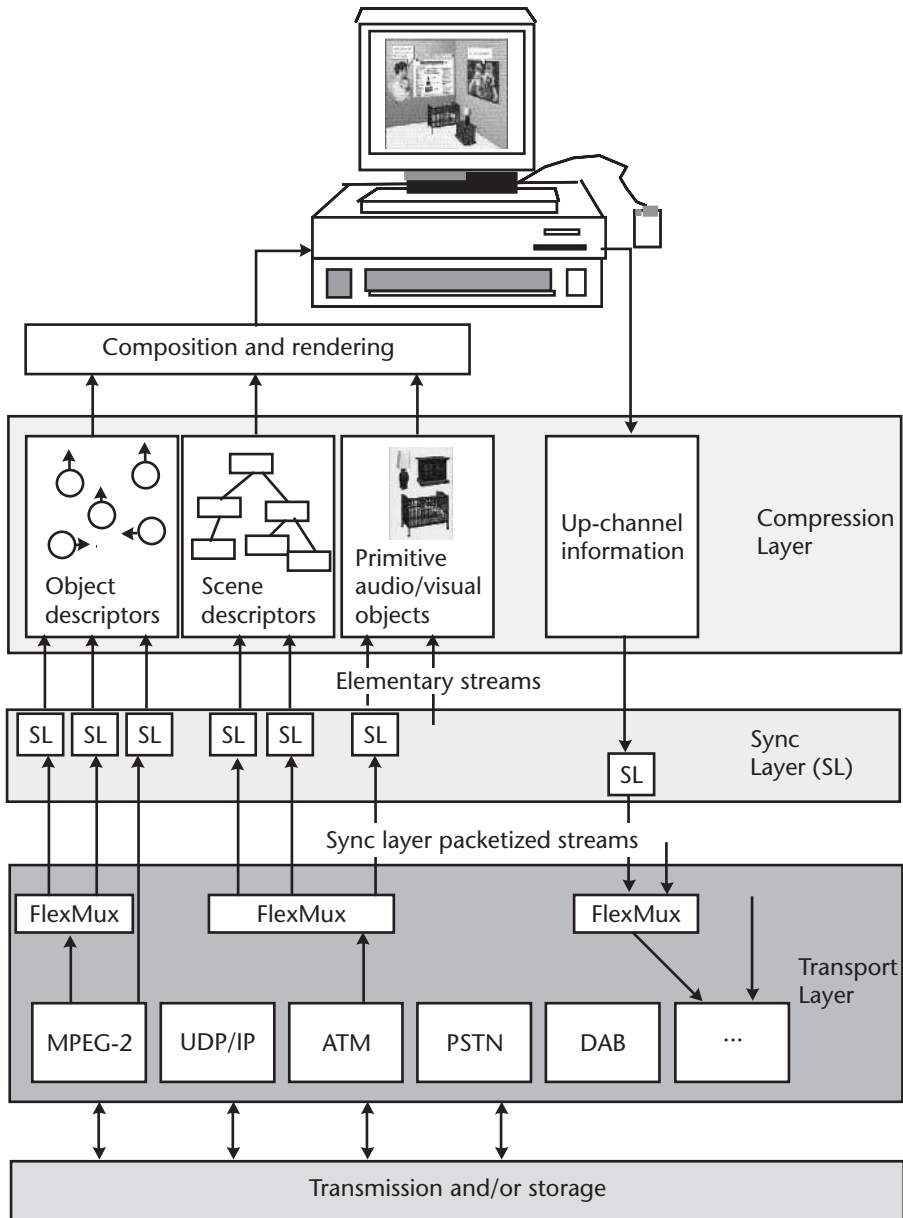 Composition and rendering
Object
descriptors
Scene
descriptors
Primitive
audio/visual
objects
Up-channel
information
Compression
Layer
Elementary streams
SL
SL
SL
SL
SL
SL
SL
Sync
Layer (SL)
Sync layer packetized streams
FlexMux
FlexMux
FlexMux
Transport
Layer
MPEG-2
UDP/IP
ATM
PSTN
DAB
...
Transmission and/or storage